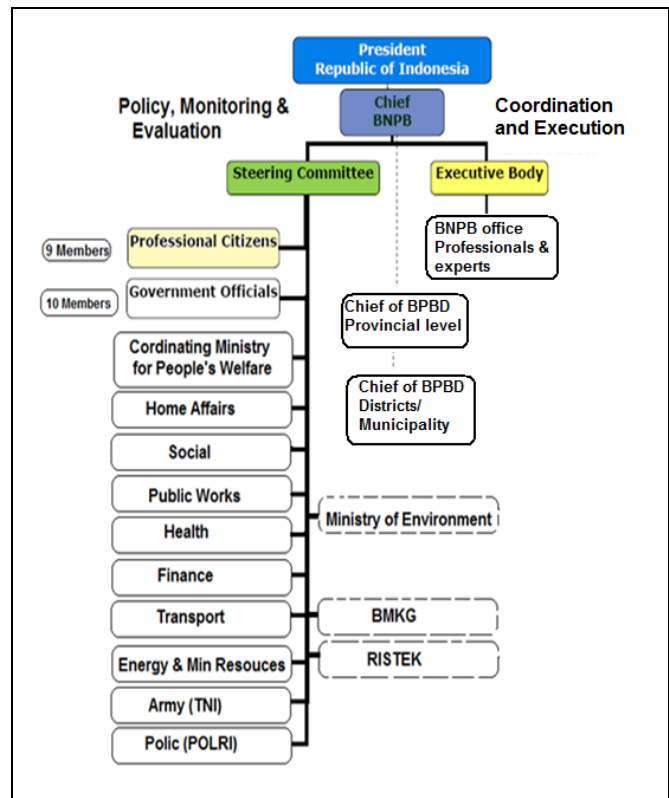 President
Republic of Indonesia
Policy, Monitoring &
Evaluation
Chief
BNPB
Coordination
and Execution
Steering Committee
Executive Body
9 Members
Professional Citizens
BNPB office
Professionals &
experts
10 Members
Government Officials
Chief of BPBD
Provincial level
Cordinating Ministry
for People's Welfare
Chief of BPBD
Districts/
Municipality
Home Affairs
Social
Public Works
Ministry of Environment
Health
Finance
Transport
BMKG
Energy & Min Resouces
RISTEK
Army (TNI)
Polic (POLRI)